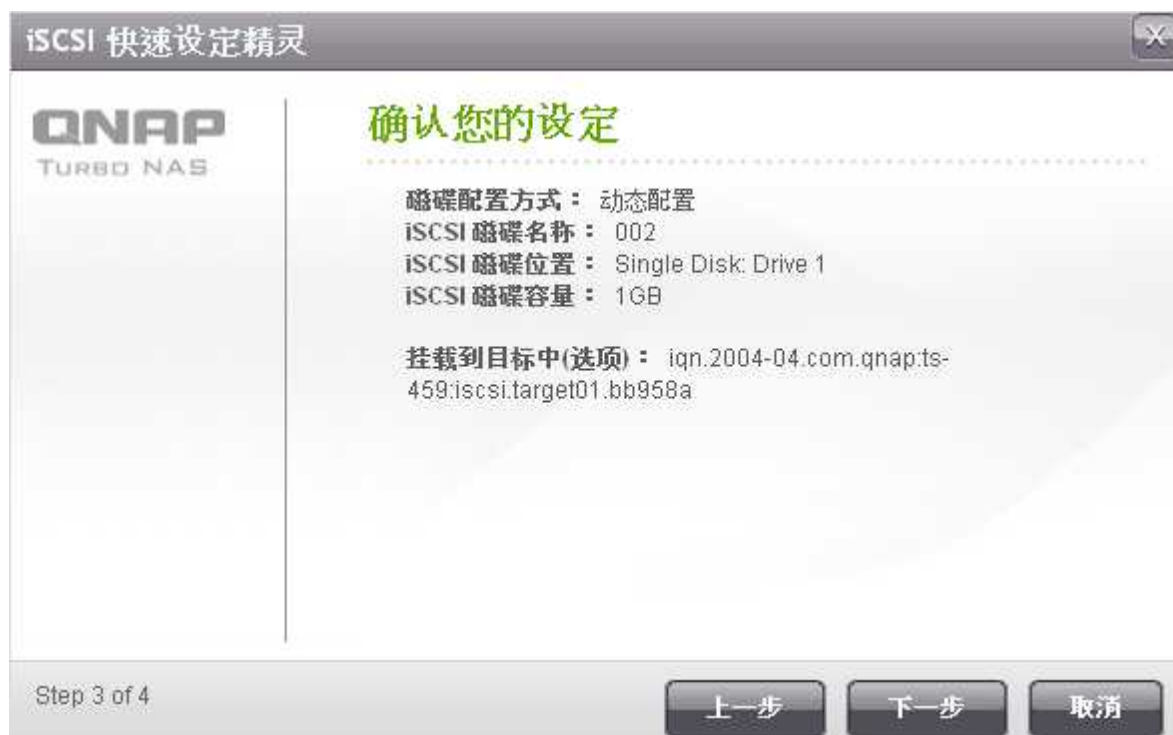 iSCSI 快速设定精灵
QNAP
TURBO NAS
确认您的设定
磁碟配置方式： 动态配置
iSCSI 磁碟名称： 002
iSCSI 磁碟位置： Single Disk: Drive 1
iSCSI 磁碟容量： 1GB
挂载到目标中(选项)： iqn.2004-04.com.qnap:ts-
459:iscsi.target01.bb958a
Step 3 of 4
上一步
下一步
取消